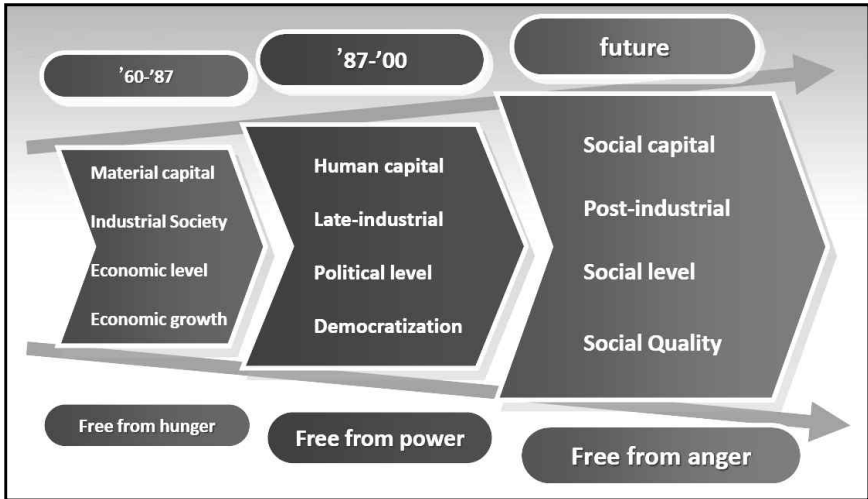 ’60-’87
Material capital
Industrial Society
Economic level
Economic growth
Free from hunger
’87-’00
Human capital
Late-industrial
Political level
Democratization
Free from power
future
Social capital
Post-industrial
Social level
Social Quality
Free from anger